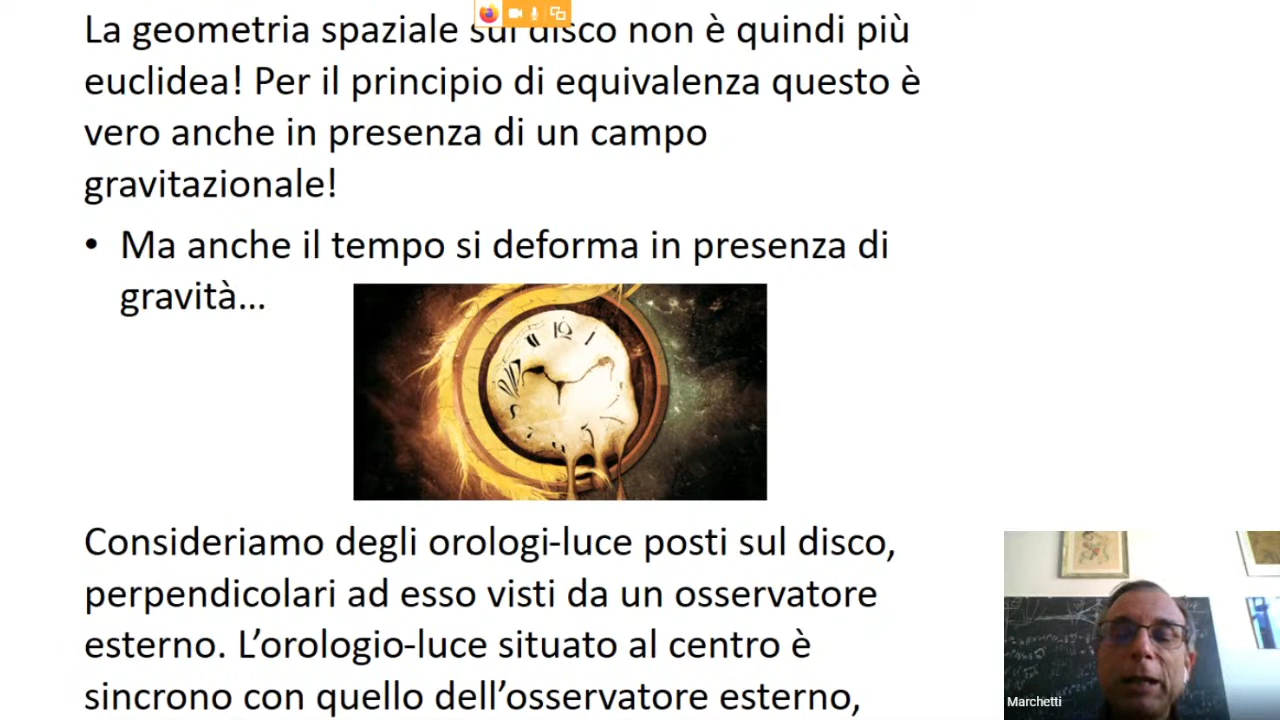 La geometria spaziale sul disco non è quindi più
euclidea! Per il principio di equivalenza questo è
vero anche in presenza di un campo
gravitazionale!
• Ma anche il tempo si deforma in presenza di
gravità...
12
Consideriamo degli orologi-luce posti sul disco,
perpendicolari ad esso visti da un osservatore
esterno. L'orologio-luce situato al centro è
sincrono con quello dell'osservatore esterno,
Marchetti